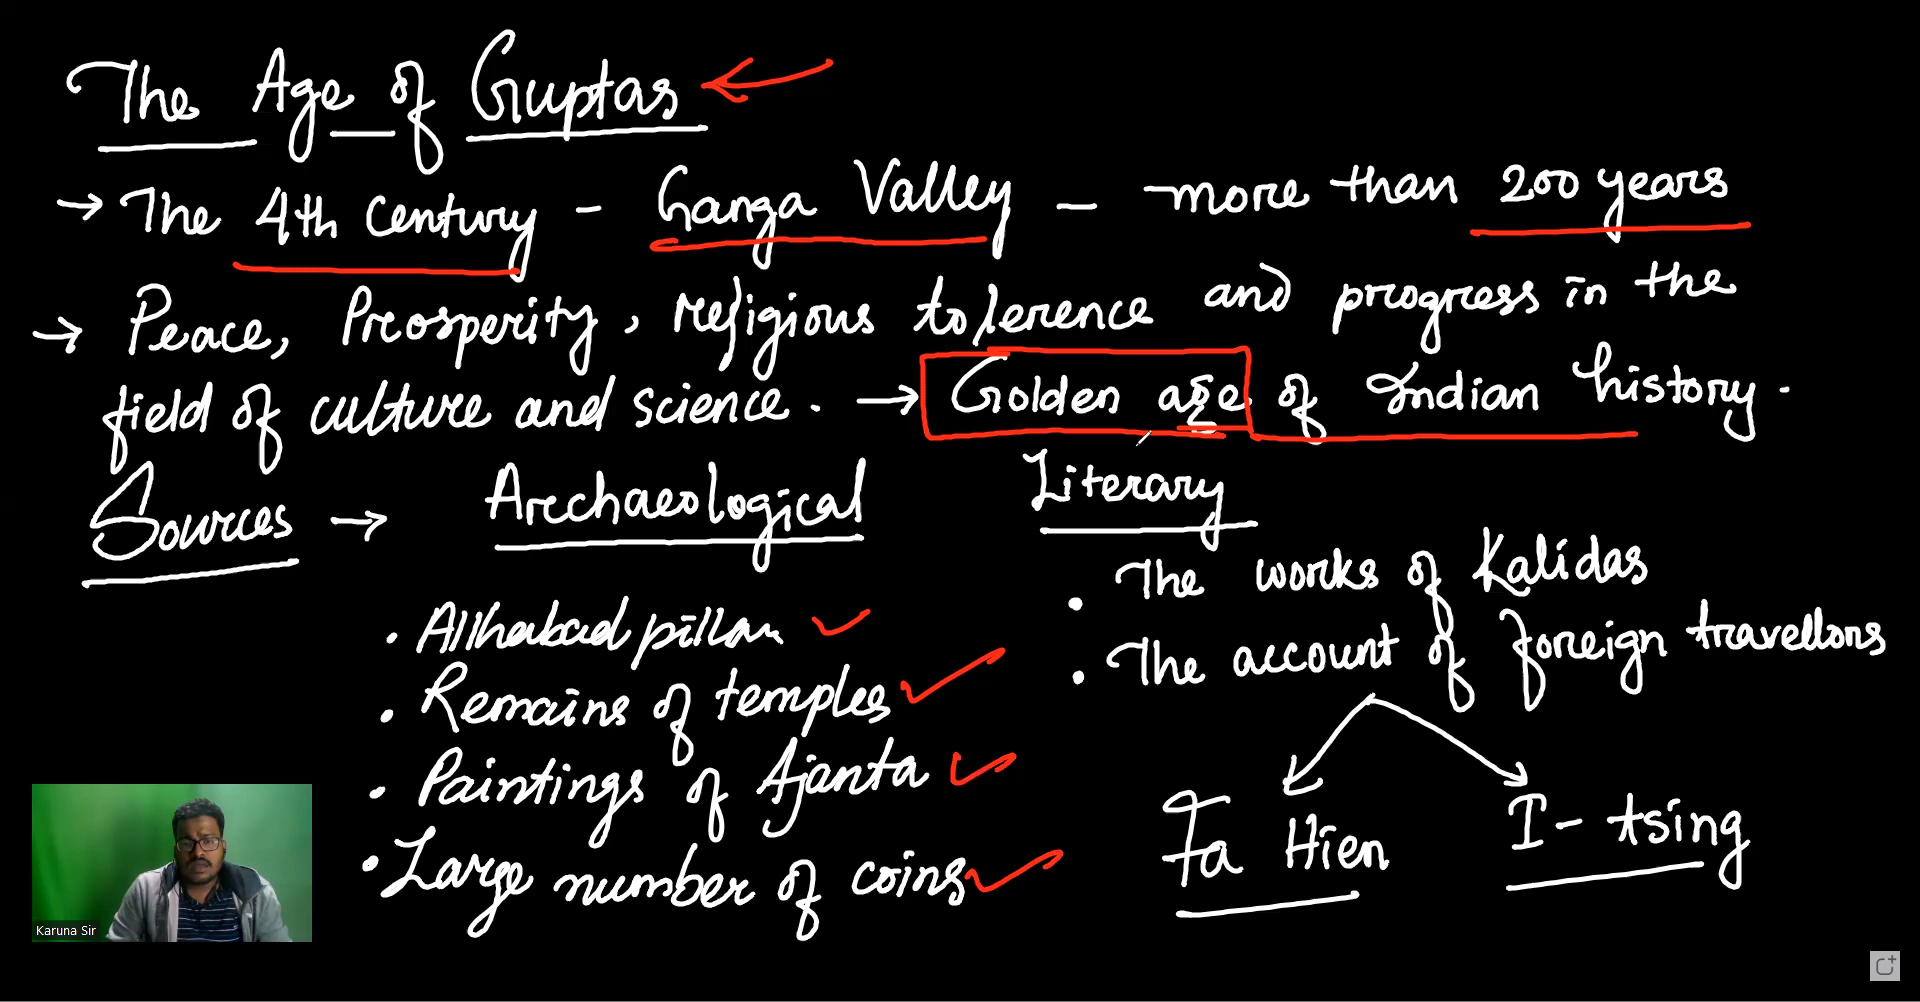 The Age of Guptas
→ The 4th Century - Ganga Valley - more than 200 years
→ Peace, Prosperity, religious tolerence and progress in the
field of culture and science. → Golden age of Indian history.
Sources → Archaeological Literary
• Allhabad pillar
• Remains of temples
• Paintings of Ajanta
• Large number of coins
• The works of Kalidas
• The account of foreign travellors
Fa Hien I-tsing
Karuna Sir